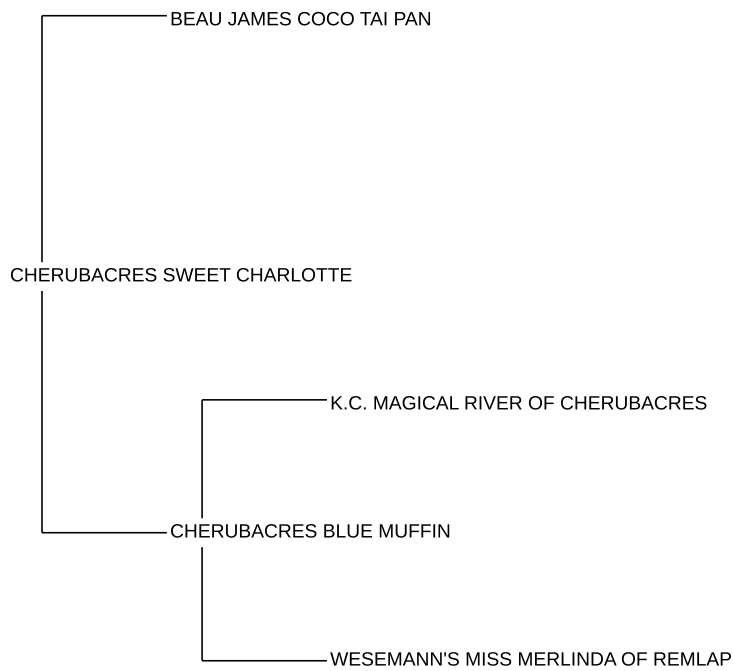 BEAU JAMES COCO TAI PAN
CHERUBACRES SWEET CHARLOTTE
K.C. MAGICAL RIVER OF CHERUBACRES
CHERUBACRES BLUE MUFFIN
WESEMANN'S MISS MERLINDA OF REMLAP